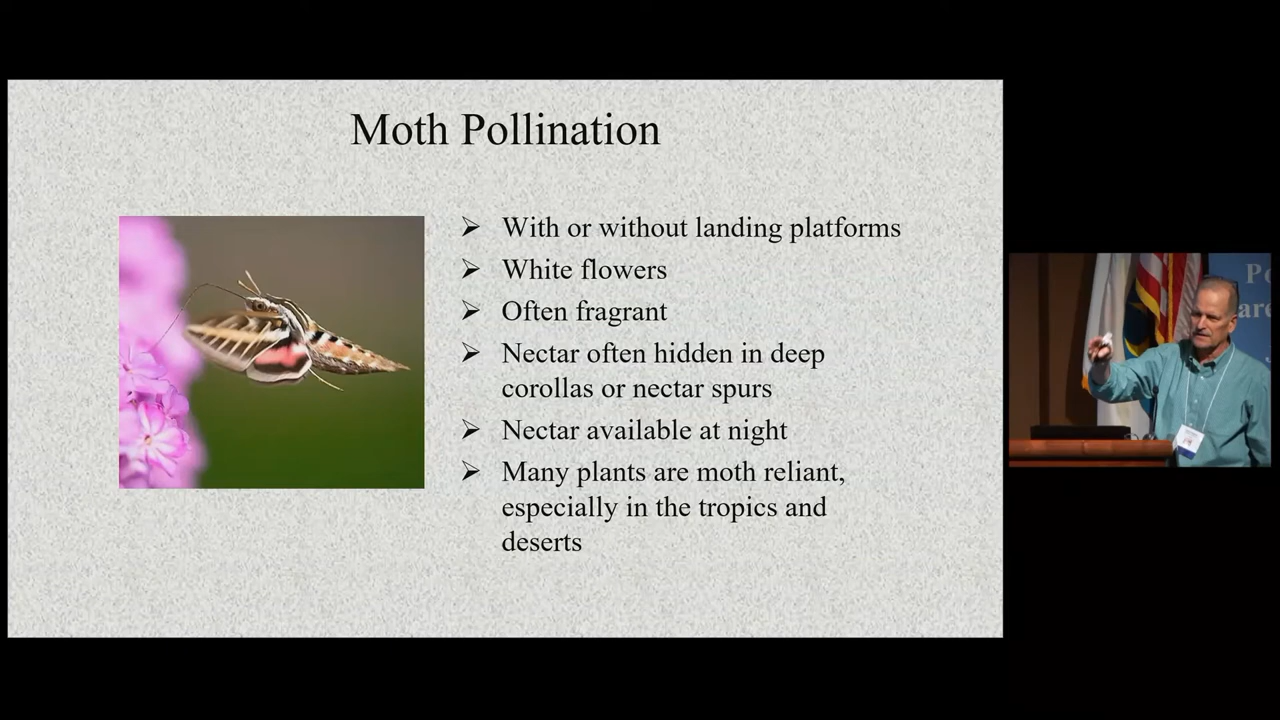 Moth Pollination
With or without landing platforms
White flowers
Often fragrant
Nectar often hidden in deep
corollas or nectar spurs
Nectar available at night
Many plants are moth reliant,
especially in the tropics and
deserts